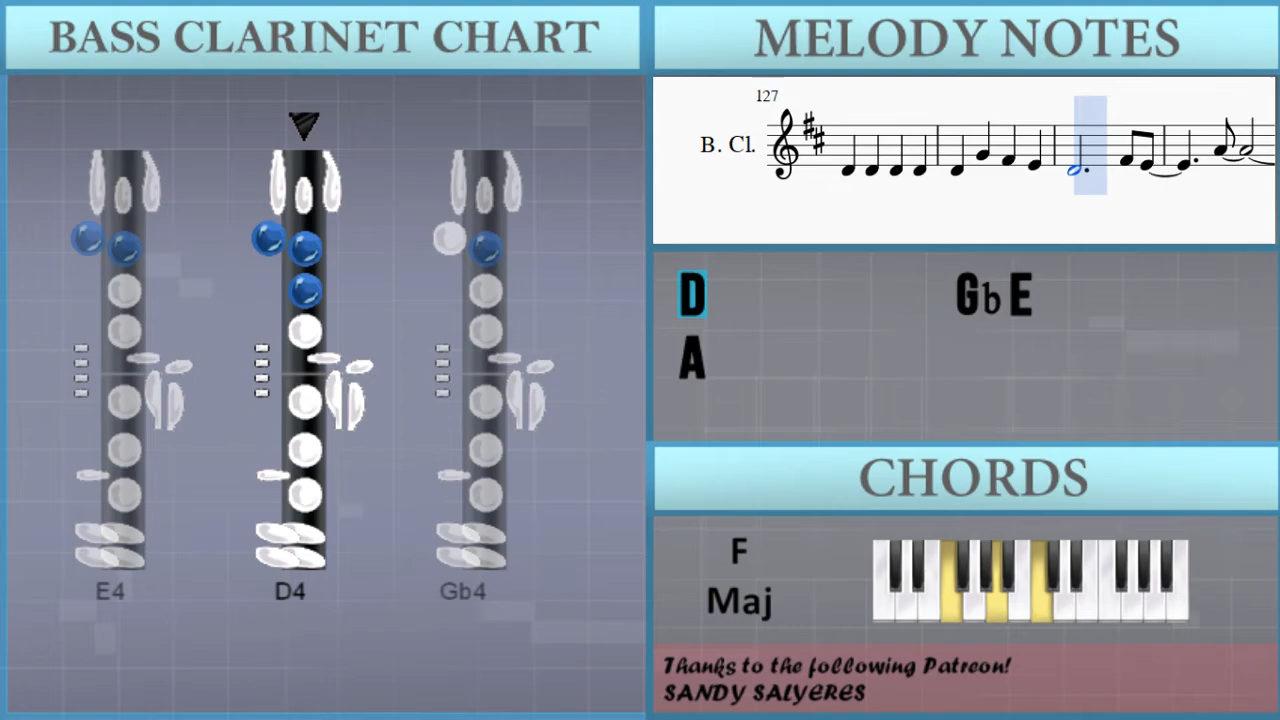 BASS CLARINET CHART
E4
D4
Gb4
MELODY NOTES
127
B. Cl.
D
Gb E
A
CHORDS
F
Maj
Thanks to the following Patreon!
SANDY SALYERES